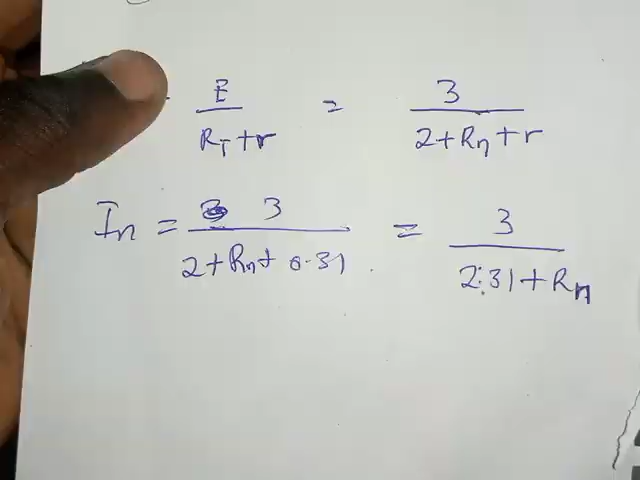 E / R_T + r = 3 / 2 + R_n + r
I_n = 3 / 2 + R_n + 0.31 = 3 / 2.31 + R_n